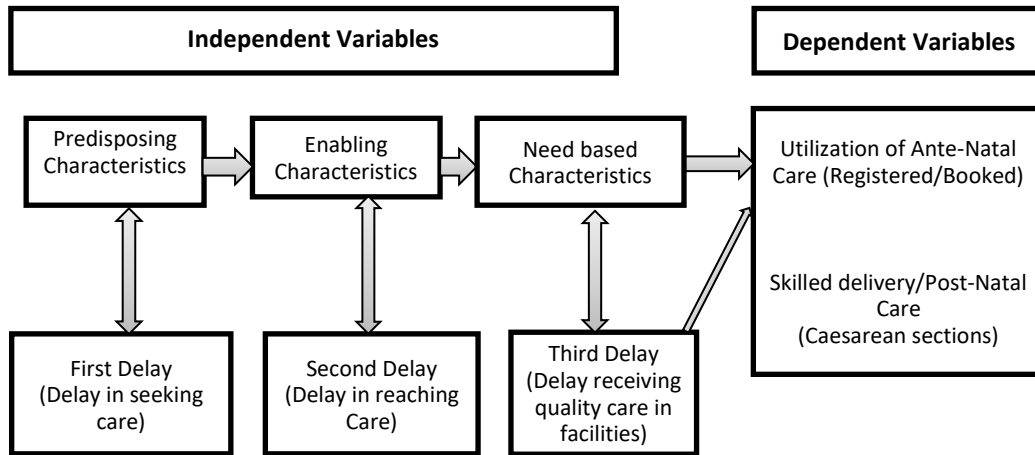 Independent Variables
Dependent Variables
Predisposing
Characteristics
Enabling
Characteristics
Need based
Characteristics
Utilization of Ante-Natal
Care (Registered/Booked)
Skilled delivery/Post-Natal
Care
(Caesarean sections)
First Delay
(Delay in seeking
care)
Second Delay
(Delay in reaching
Care)
Third Delay
(Delay receiving
quality care in
facilities)